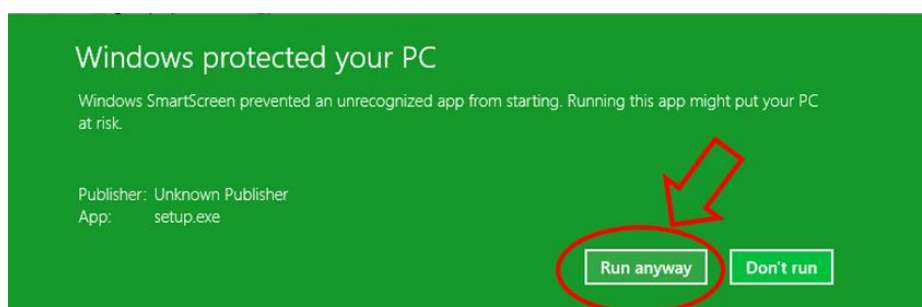 Windows protected your PC
Windows SmartScreen prevented an unrecognized app from starting. Running this app might put your PC
at risk.
Publisher: Unknown Publisher
App: setup.exe
Run anyway Don't run